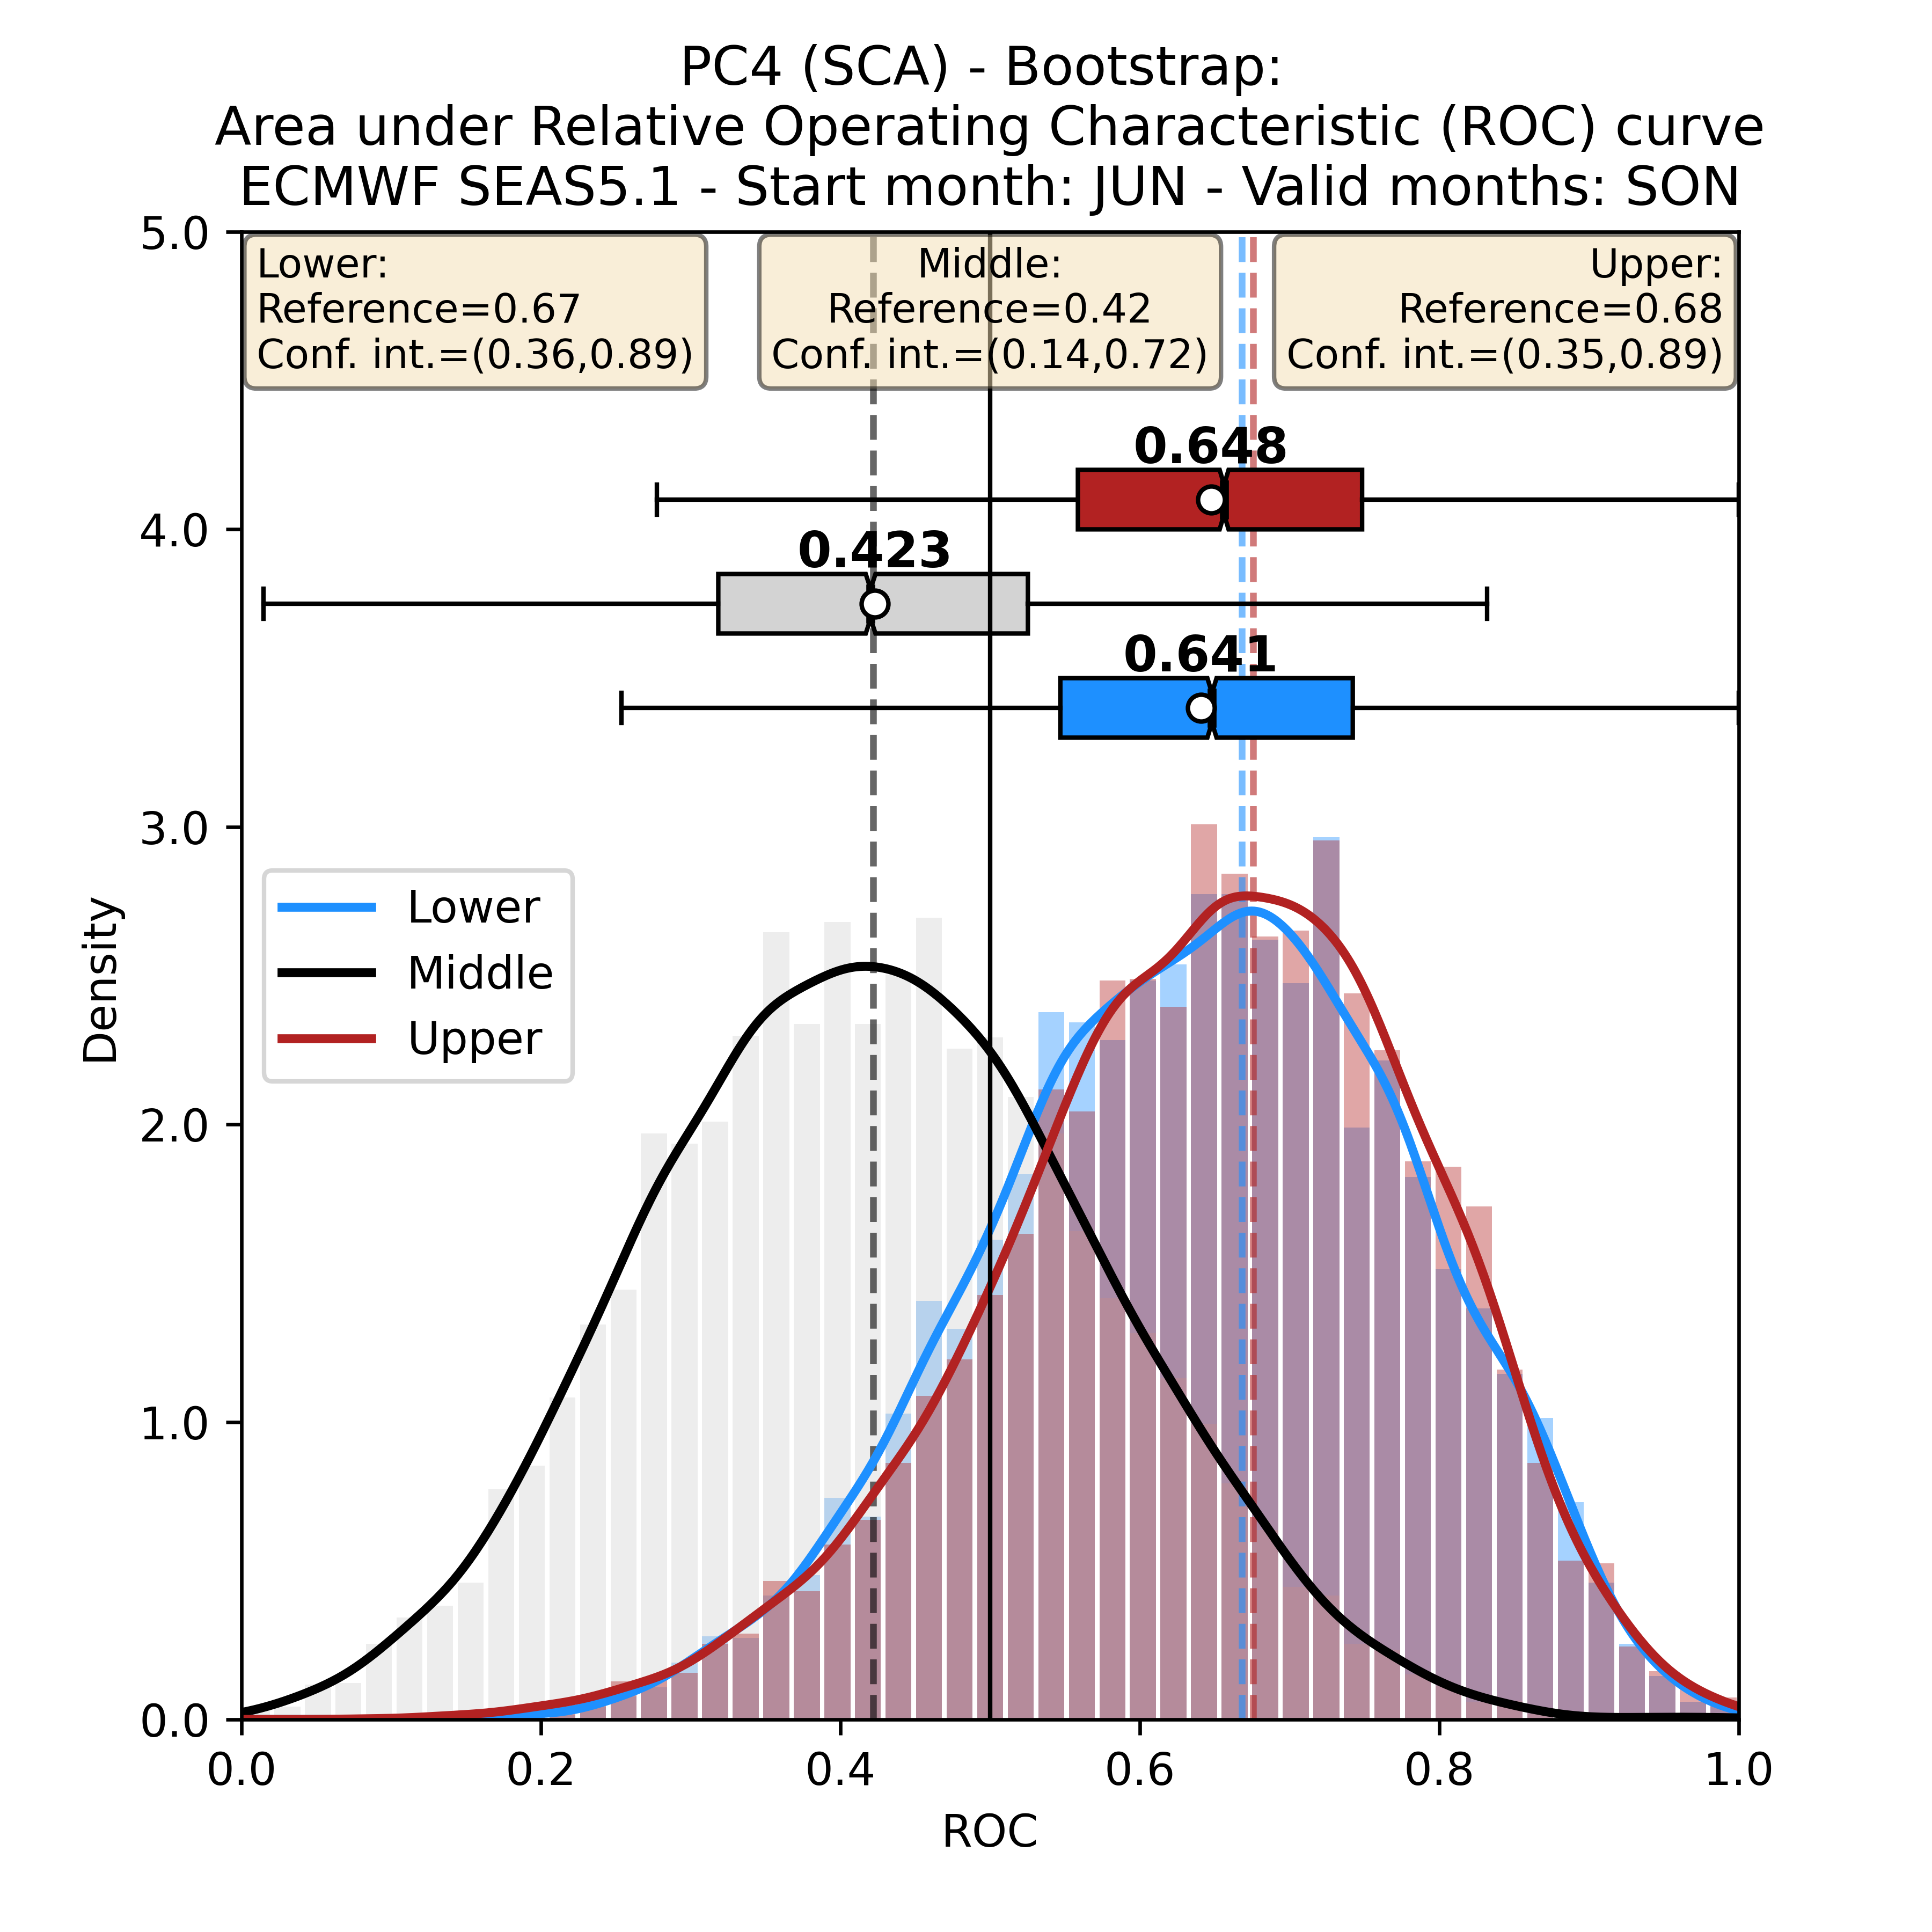 PC4 (SCA) - Bootstrap:
Area under Relative Operating Characteristic (ROC) curve
ECMWF SEAS5.1 - Start month: JUN - Valid months: SON
5.0
Lower:
Reference=0.67
Conf. int.=(0.36,0.89)
Middle:
Reference=0.42
Conf. int.=(0.14,0.72)
Upper:
Reference=0.68
Conf. int.=(0.35,0.89)
0.648
4.0
0.423
0.641
3.0
Lower
Middle
Upper
Density
2.0
1.0
0.0
0.0 0.2 0.4 0.6 0.8 1.0
ROC